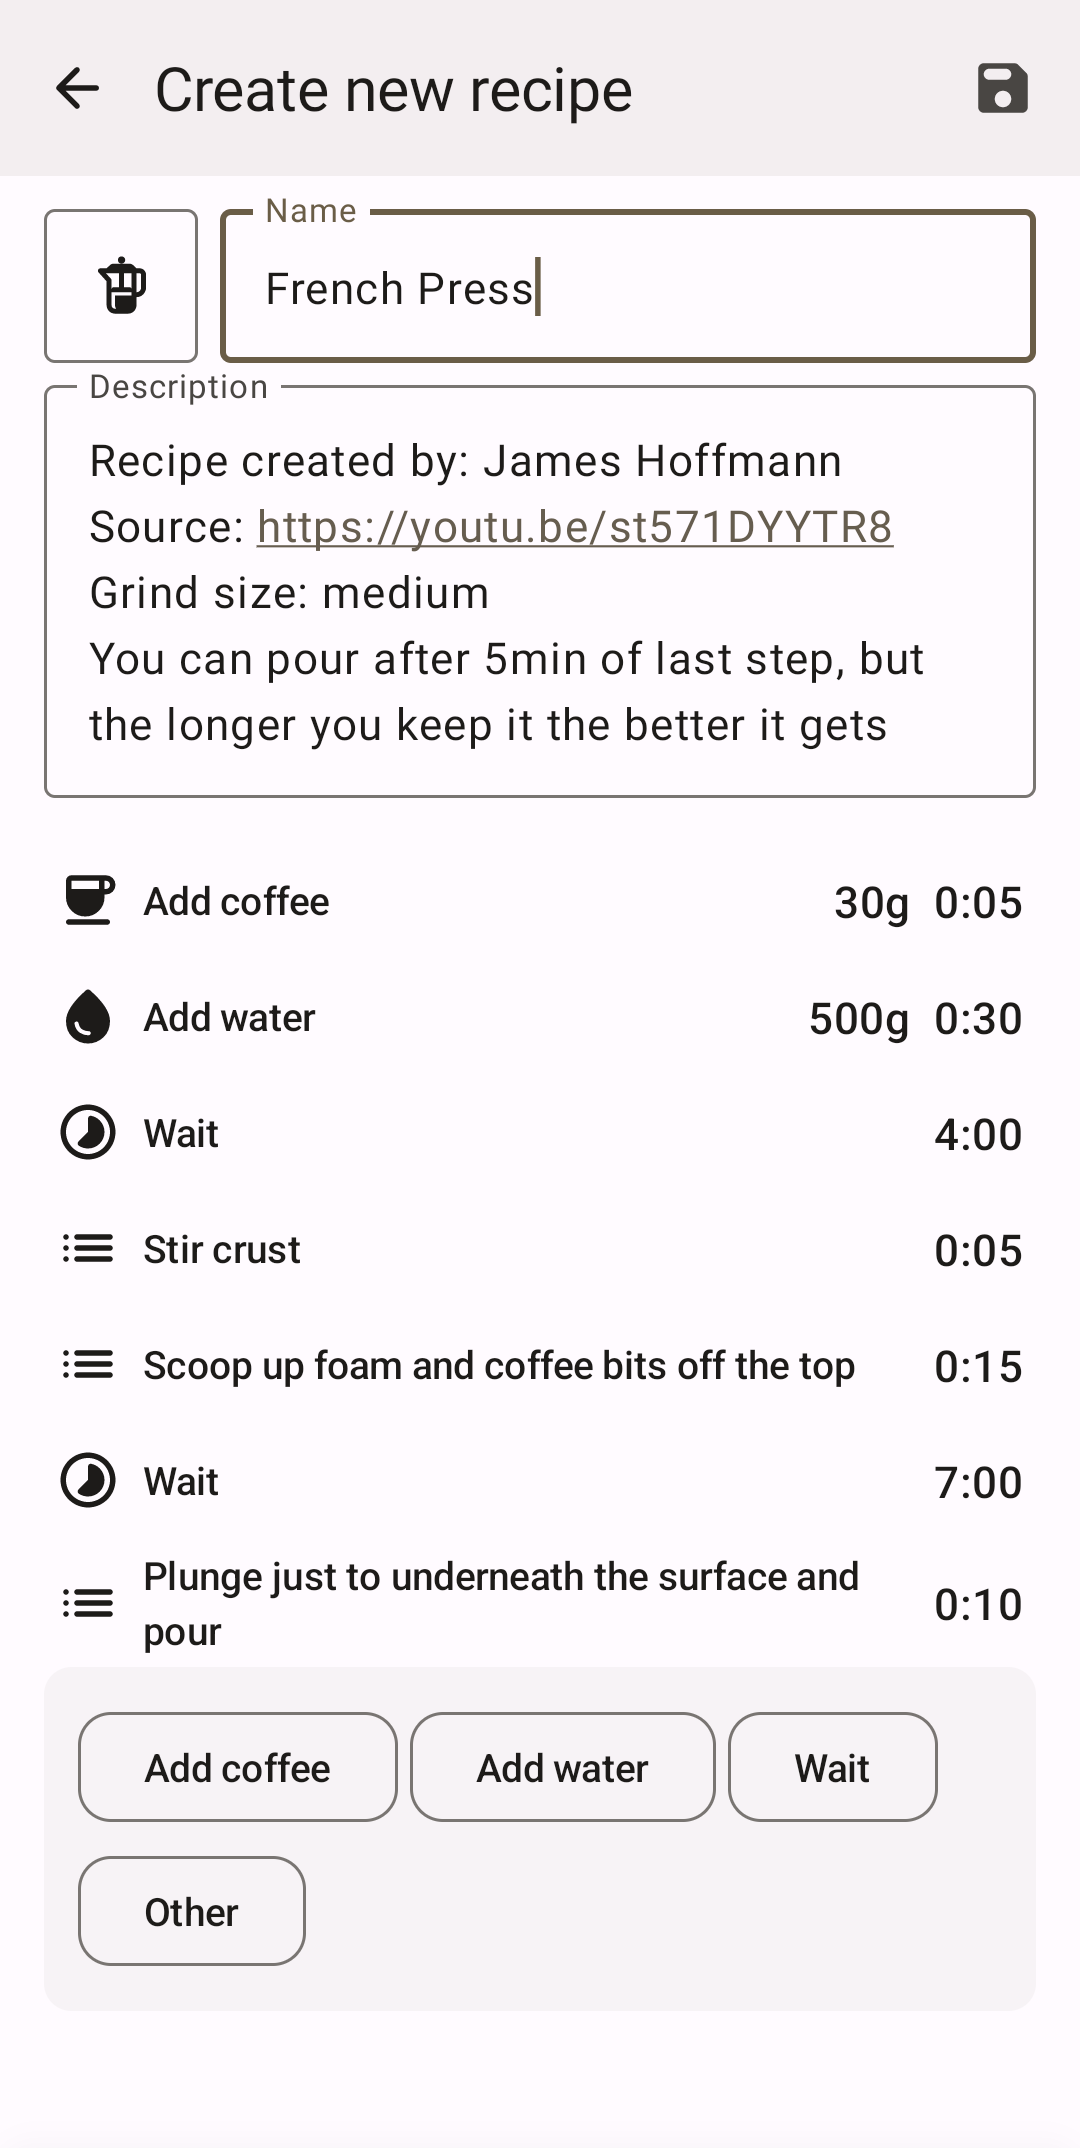 Create new recipe
Name
French Press
Description
Recipe created by: James Hoffmann
Source: https://youtu.be/st571DYYTR8
Grind size: medium
You can pour after 5min of last step, but
the longer you keep it the better it gets
Add coffee 30g 0:05
Add water 500g 0:30
Wait 4:00
Stir crust 0:05
Scoop up foam and coffee bits off the top 0:15
Wait 7:00
Plunge just to underneath the surface and
pour 0:10
Add coffee Add water Wait
Other